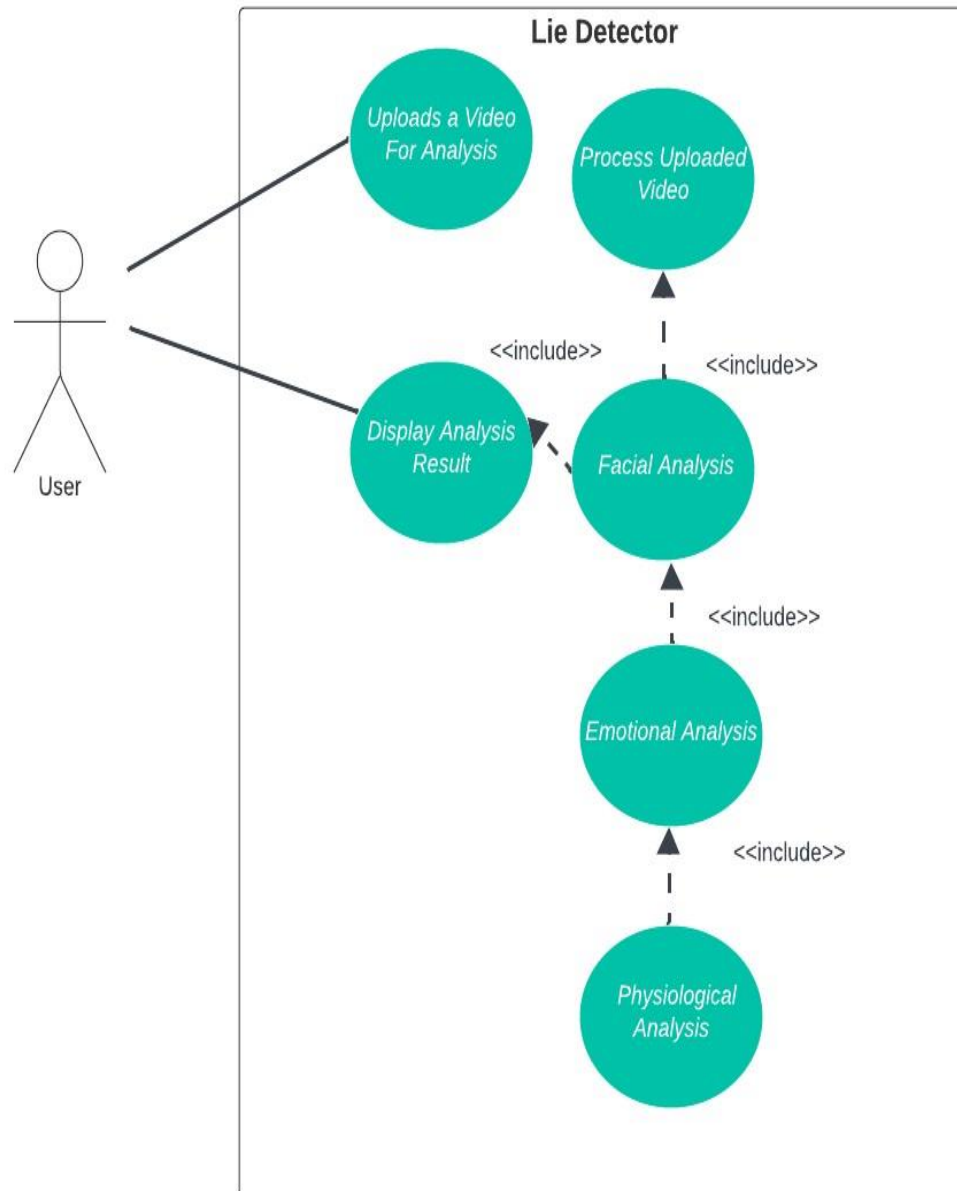 Lie Detector
Uploads a Video
For Analysis
Process Uploaded
Video
<<include>>
<<include>>
Display Analysis
Result
Facial Analysis
User
<<include>>
Emotional Analysis
<<include>>
Physiological
Analysis